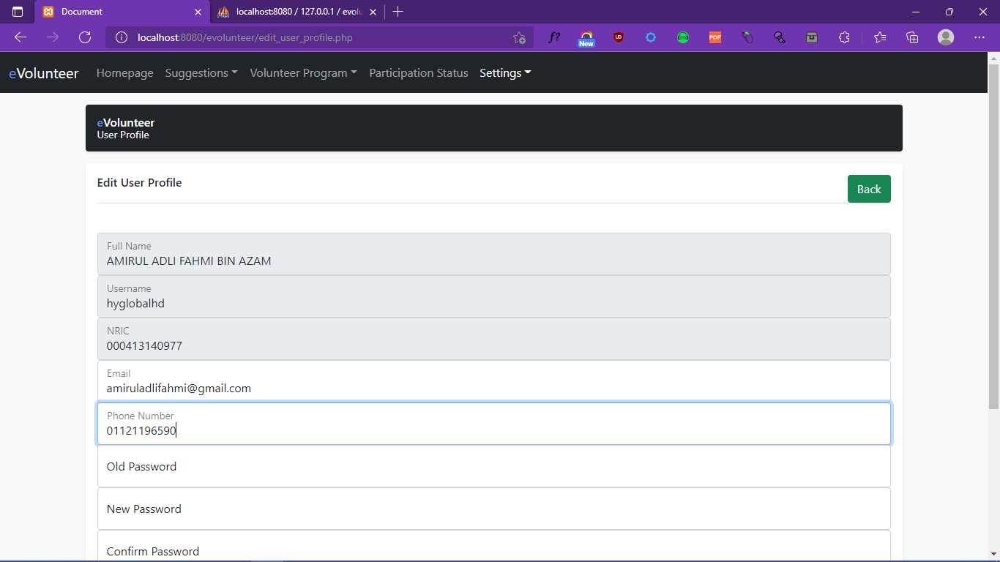 Document
localhost:8080 / 127.0.0.1 / evolu
localhost:8080/evolunteer/edit_user_profile.php
f?
New
UD
PDF
eVolunteer
Homepage
Suggestions
Volunteer Program
Participation Status
Settings
eVolunteer
User Profile
Edit User Profile
Back
Full Name
AMIRUL ADLI FAHMI BIN AZAM
Username
hyglobalhd
NRIC
000413140977
Email
amiruladlifahmi@gmail.com
Phone Number
01121196590
Old Password
New Password
Confirm Password